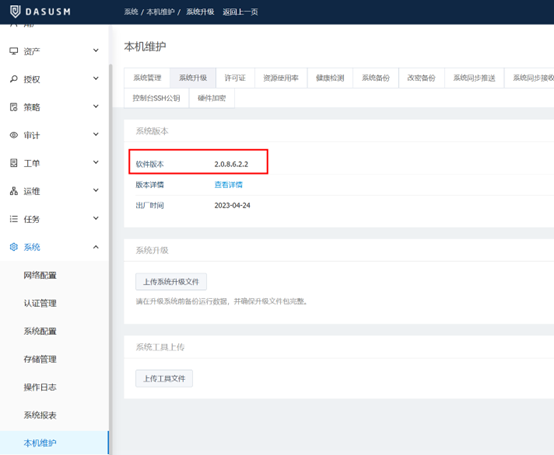 DASUSM
系统 / 本机维护 / 系统升级 返回上一页
本机维护
资产
授权
策略
审计
工单
运维
任务
系统
网络配置
认证管理
系统配置
存储管理
操作日志
系统报表
本机维护
系统管理 系统升级 许可证 资源使用率 健康检测 系统备份 改密备份 系统同步推送 系统同步接收
控制台SSH公钥 硬件加密
系统版本
软件版本 2.0.8.6.2.2
版本详情 查看详情
出厂时间 2023-04-24
系统升级
上传系统升级文件
请在升级系统前备份运行数据，并确保升级文件包完整。
系统工具上传
上传工具文件